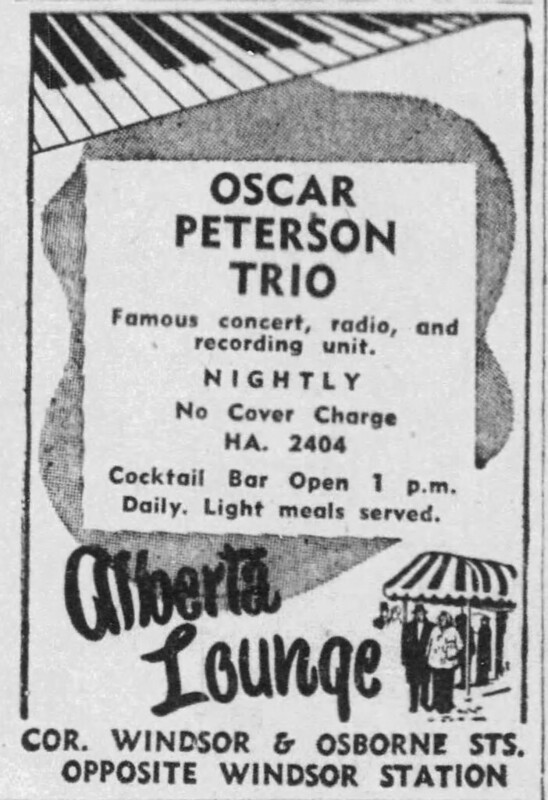 OSCAR
PETERSON
TRIO
Famous concert, radio, and
recording unit.
NIGHTLY
No Cover Charge
HA. 2404
Cocktail Bar Open 1 p.m.
Daily. Light meals served.
Alberta
Lounge
COR. WINDSOR & OSBORNE STS.
OPPOSITE WINDSOR STATION